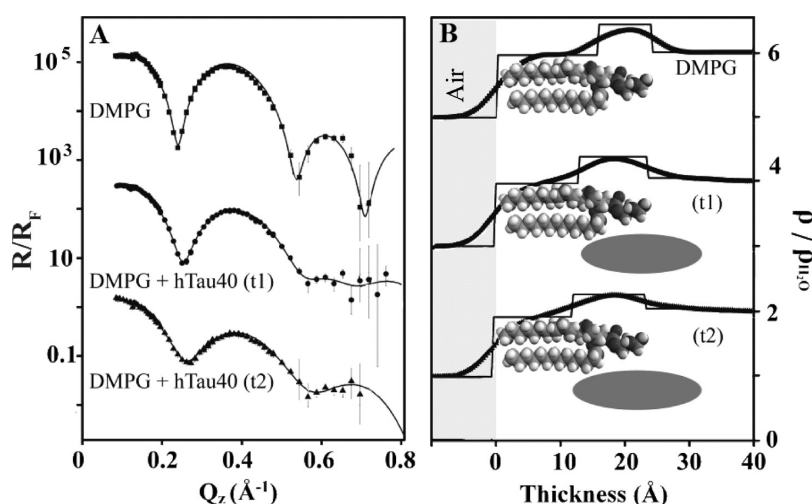 A
B
10⁵
10³
10
0.1
R/R_F
DMPG
DMPG + hTau40 (t1)
DMPG + hTau40 (t2)
0.0 0.2 0.4 0.6 0.8
Q_z (Å⁻¹)
Air
DMPG
(t1)
(t2)
6
4
2
0
ρ / ρ_H₂O
0 10 20 30 40
Thickness (Å)